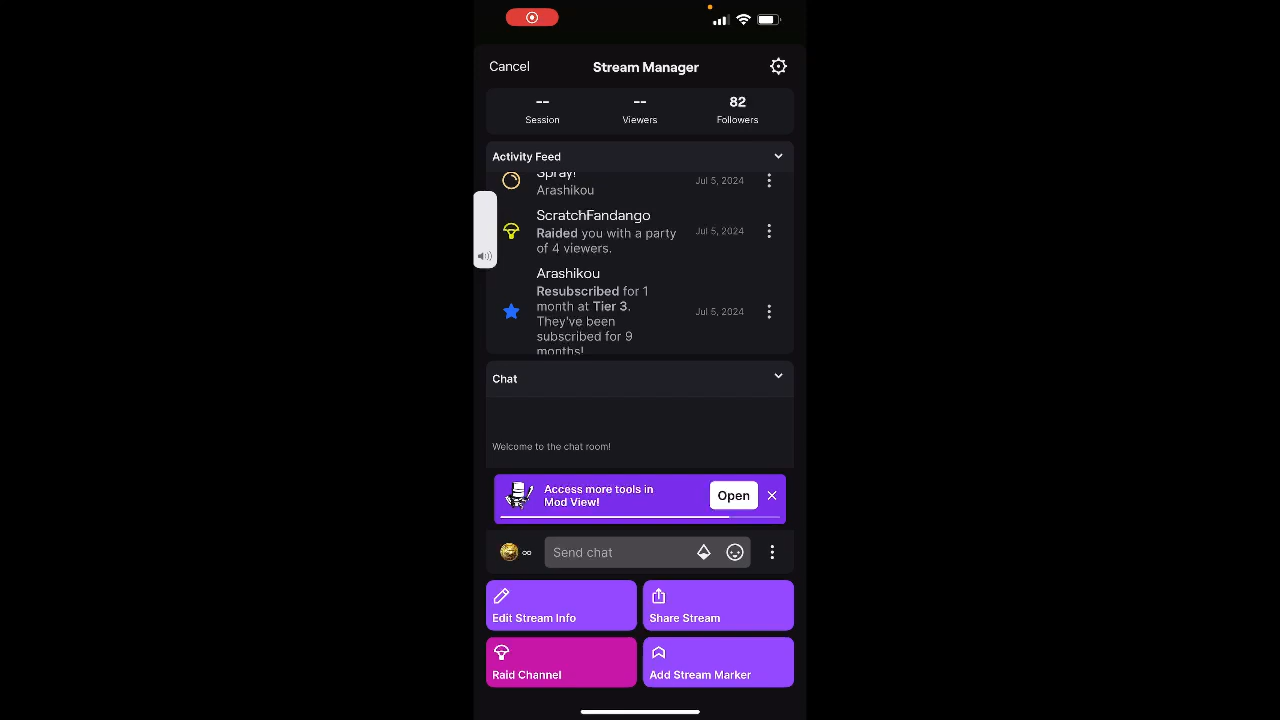 Cancel
Stream Manager
--
--
82
Session
Viewers
Followers
Activity Feed
Spray!
Arashikou
Jul 5, 2024
ScratchFandango
Raided you with a party
of 4 viewers.
Jul 5, 2024
Arashikou
Resubscribed for 1
month at Tier 3.
They've been
subscribed for 9
months!
Jul 5, 2024
Chat
Welcome to the chat room!
Access more tools in
Mod View!
Open
∞
Send chat
Edit Stream Info
Share Stream
Raid Channel
Add Stream Marker